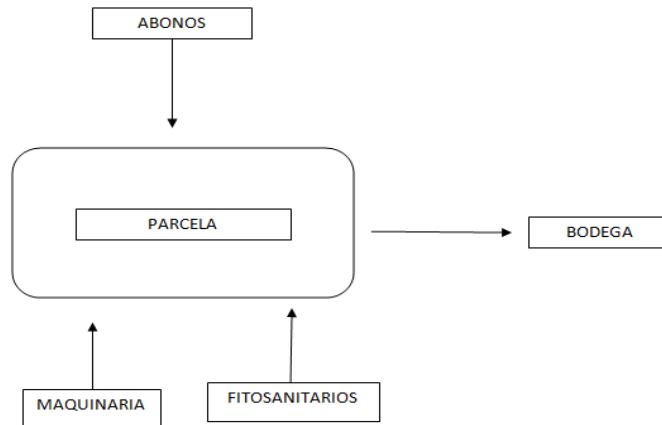 ABONOS
PARCELA
BODEGA
MAQUINARIA
FITOSANITARIOS